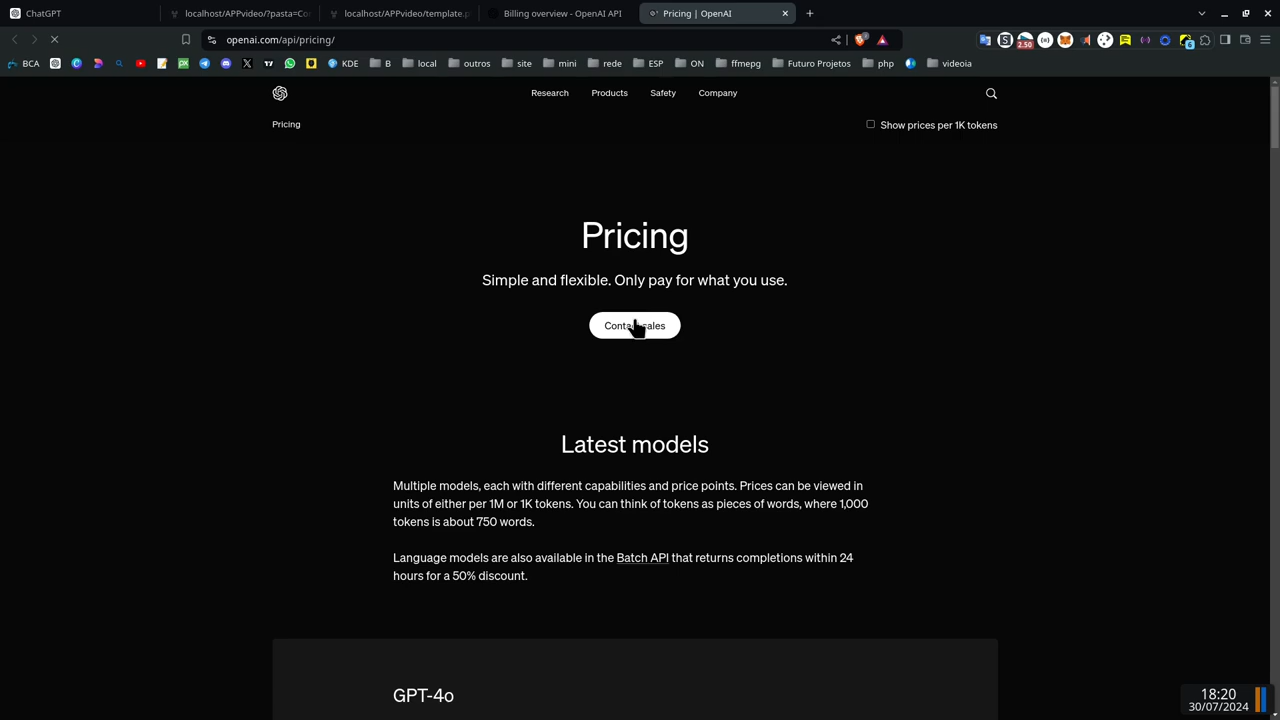 ChatGPT
localhost/APPvideo/?pasta=Co
localhost/APPvideo/template.p
Billing overview - OpenAI API
Pricing | OpenAI
openai.com/api/pricing/
2.50
BCA
KDE
B
local
outros
site
mini
rede
ESP
ON
ffmepg
Futuro Projetos
php
videoia
Research
Products
Safety
Company
Pricing
Show prices per 1K tokens
Pricing
Simple and flexible. Only pay for what you use.
Contact sales
Latest models
Multiple models, each with different capabilities and price points. Prices can be viewed in
units of either per 1M or 1K tokens. You can think of tokens as pieces of words, where 1,000
tokens is about 750 words.
Language models are also available in the Batch API that returns completions within 24
hours for a 50% discount.
GPT-4o
18:20
30/07/2024